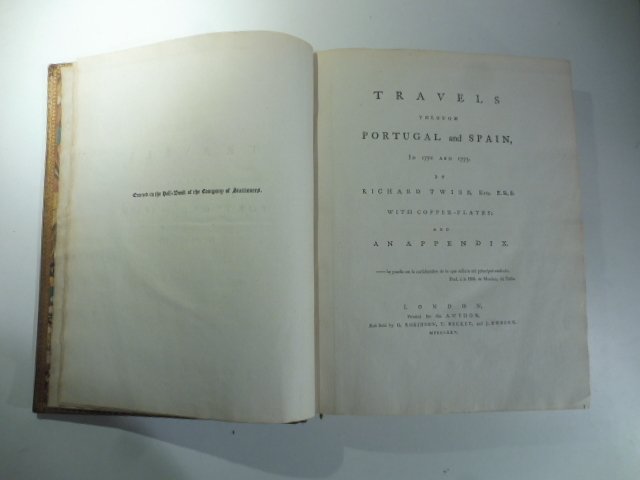 Entred in the Hall-Book of the Company of Stationers.
TRAVELS
THROUGH
PORTUGAL and SPAIN,
IN 1772 AND 1773.
BY
RICHARD TWISS, Esq. F.R.S.
WITH COPPER-PLATES;
AND
AN APPENDIX.
LONDON,
Printed for the AUTHOR,
And sold by G. ROBINSON, T. BECKET, and J. ROBSON.
MDCCLXXV.